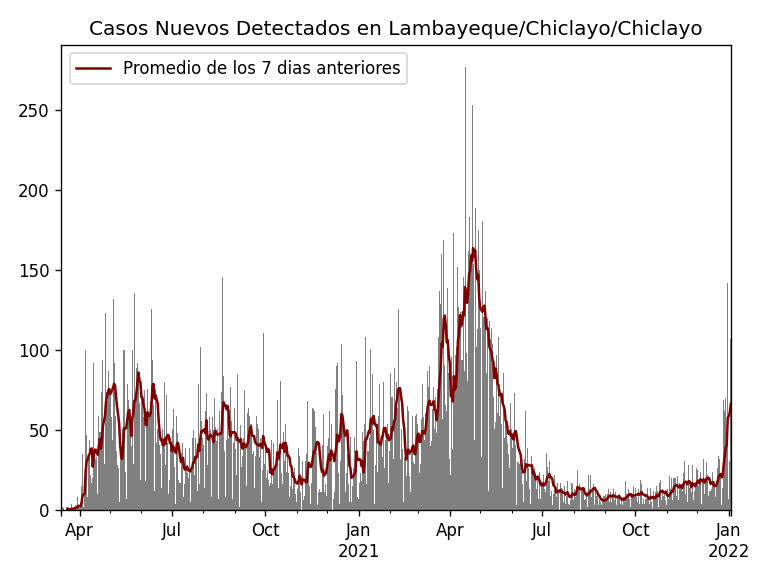 Casos Nuevos Detectados en Lambayeque/Chiclayo/Chiclayo
Promedio de los 7 dias anteriores
250
200
150
100
50
0
Apr Jul Oct Jan Apr Jul Oct Jan
2021 2022